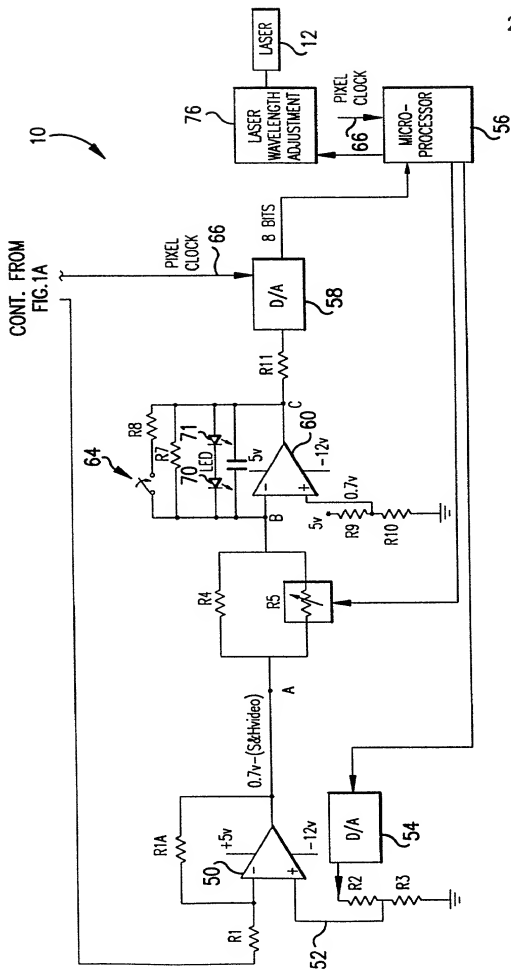 2
10
CONT. FROM
FIG.1A
LASER
12
76
LASER
WAVELENGTH
ADJUSTMENT
PIXEL
CLOCK
66
MICRO-
PROCESSOR
56
PIXEL
CLOCK
66
8 BITS
D/A
58
R11
64
R8
R7
70
LED
71
5v
C
60
-12v
B
0.7v
5v
R9
R10
R4
R5
A
0.7v-(S&Hvideo)
R1A
+5v
50
-12v
R1
52
D/A
54
R2
R3